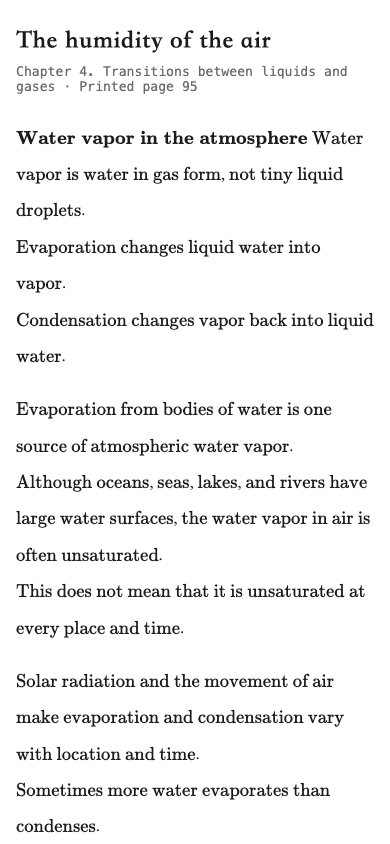 The humidity of the air
Chapter 4. Transitions between liquids and
gases · Printed page 95
Water vapor in the atmosphere Water
vapor is water in gas form, not tiny liquid
droplets.
Evaporation changes liquid water into
vapor.
Condensation changes vapor back into liquid
water.
Evaporation from bodies of water is one
source of atmospheric water vapor.
Although oceans, seas, lakes, and rivers have
large water surfaces, the water vapor in air is
often unsaturated.
This does not mean that it is unsaturated at
every place and time.
Solar radiation and the movement of air
make evaporation and condensation vary
with location and time.
Sometimes more water evaporates than
condenses.